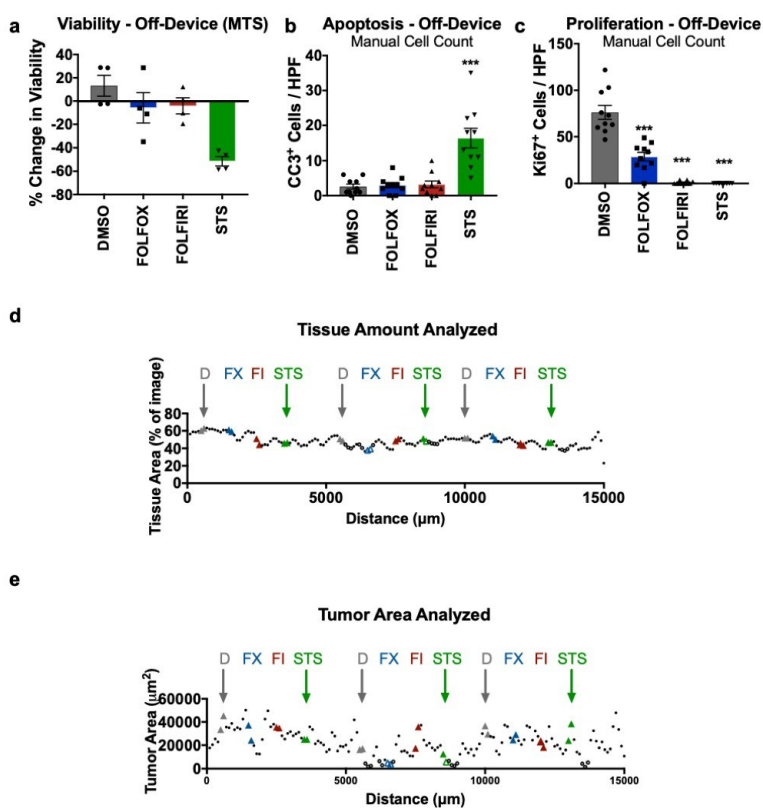 a Viability - Off-Device (MTS)
% Change in Viability
40
20
0
-20
-40
-60
-80
DMSO
FOLFOX
FOLFIRI
STS
b Apoptosis - Off-Device
Manual Cell Count
CC3+ Cells / HPF
40
30
20
10
0
***
DMSO
FOLFOX
FOLFIRI
STS
c Proliferation - Off-Device
Manual Cell Count
Ki67+ Cells / HPF
150
100
50
0
***
***
***
DMSO
FOLFOX
FOLFIRI
STS
d
Tissue Amount Analyzed
D FX FI STS D FX FI STS D FX FI STS
Tissue Area (% of image)
80
60
40
20
0
0 5000 10000 15000
Distance (µm)
e
Tumor Area Analyzed
D FX FI STS D FX FI STS D FX FI STS
Tumor Area (µm2)
60000
40000
20000
0
0 5000 10000 15000
Distance (µm)